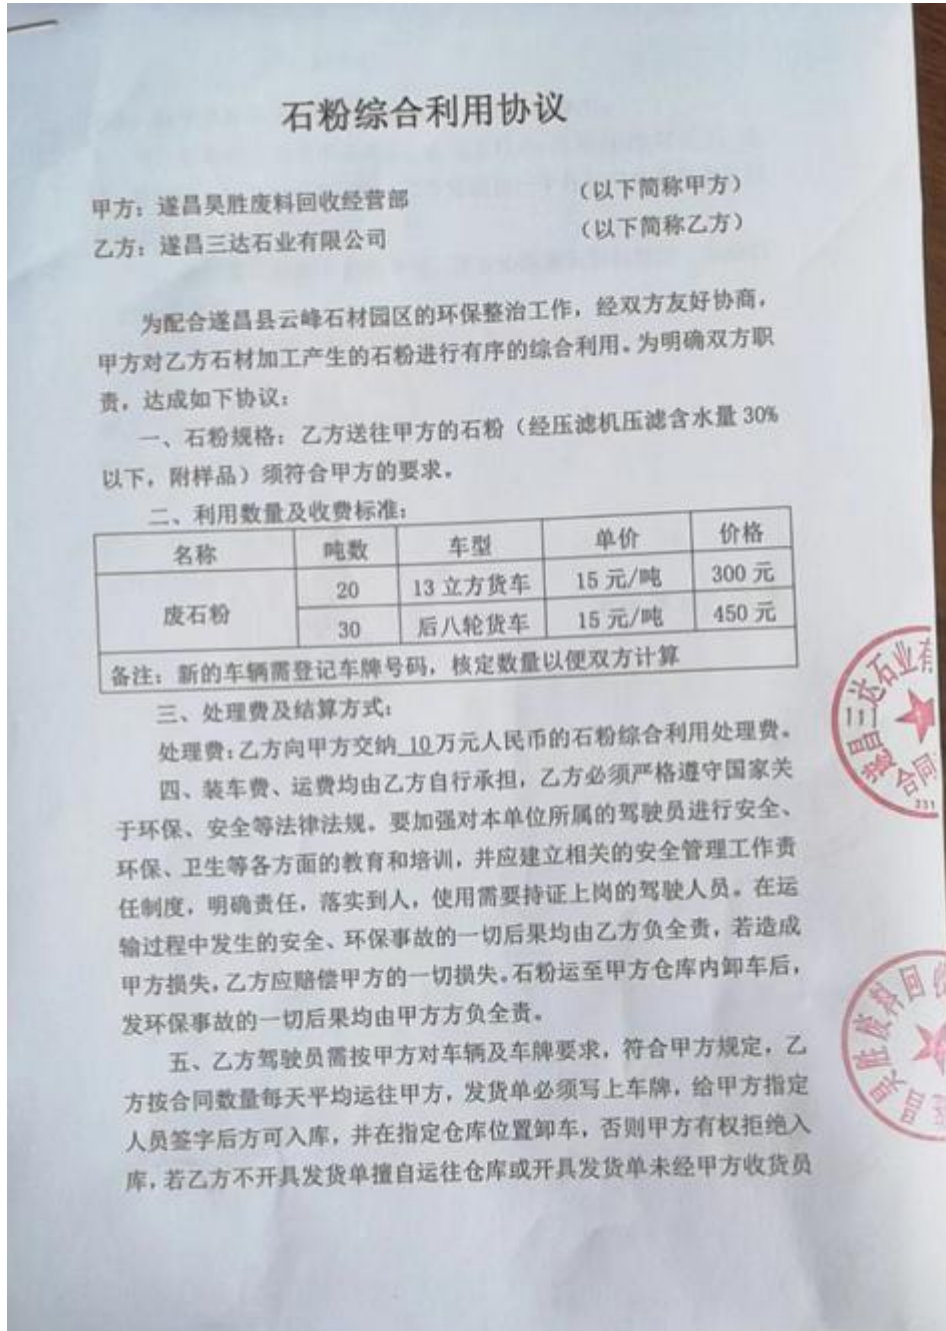 石粉综合利用协议
甲方：遂昌昊胜废料回收经营部 （以下简称甲方）
乙方：遂昌三达石业有限公司 （以下简称乙方）
为配合遂昌县云峰石材园区的环保整治工作，经双方友好协商，
甲方对乙方石材加工产生的石粉进行有序的综合利用。为明确双方职
责，达成如下协议：
一、石粉规格：乙方送往甲方的石粉（经压滤机压滤含水量 30%
以下，附样品）须符合甲方的要求。
二、利用数量及收费标准：
名称 吨数 车型 单价 价格
废石粉 20 13 立方货车 15 元/吨 300 元
30 后八轮货车 15 元/吨 450 元
备注：新的车辆需登记车牌号码，核定数量以便双方计算
三、处理费及结算方式：
处理费：乙方向甲方交纳 10 万元人民币的石粉综合利用处理费。
四、装车费、运费均由乙方自行承担，乙方必须严格遵守国家关
于环保、安全等法律法规。要加强对本单位所属的驾驶员进行安全、
环保、卫生等各方面的教育和培训，并应建立相关的安全管理工作责
任制度，明确责任，落实到人，使用需要持证上岗的驾驶人员。在运
输过程中发生的安全、环保事故的一切后果均由乙方负全责，若造成
甲方损失，乙方应赔偿甲方的一切损失。石粉运至甲方仓库内卸车后，
发环保事故的一切后果均由甲方方负全责。
五、乙方驾驶员需按甲方对车辆及车牌要求，符合甲方规定，乙
方按合同数量每天平均运往甲方，发货单必须写上车牌，给甲方指定
人员签字后方可入库，并在指定仓库位置卸车，否则甲方有权拒绝入
库，若乙方不开具发货单擅自运往仓库或开具发货单未经甲方收货员
遂昌三达石业有
合同
331
昌昊胜废料回收